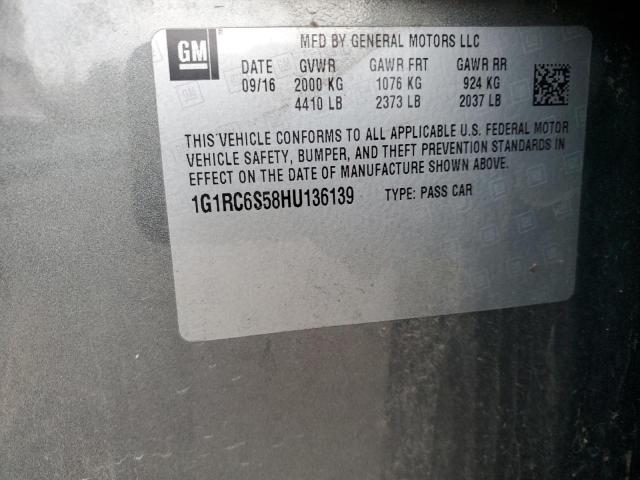 GM
MFD BY GENERAL MOTORS LLC
DATE GVWR GAWR FRT GAWR RR
09/16 2000 KG 1076 KG 924 KG
4410 LB 2373 LB 2037 LB
THIS VEHICLE CONFORMS TO ALL APPLICABLE U.S. FEDERAL MOTOR
VEHICLE SAFETY, BUMPER, AND THEFT PREVENTION STANDARDS IN
EFFECT ON THE DATE OF MANUFACTURE SHOWN ABOVE.
1G1RC6S58HU136139 TYPE: PASS CAR